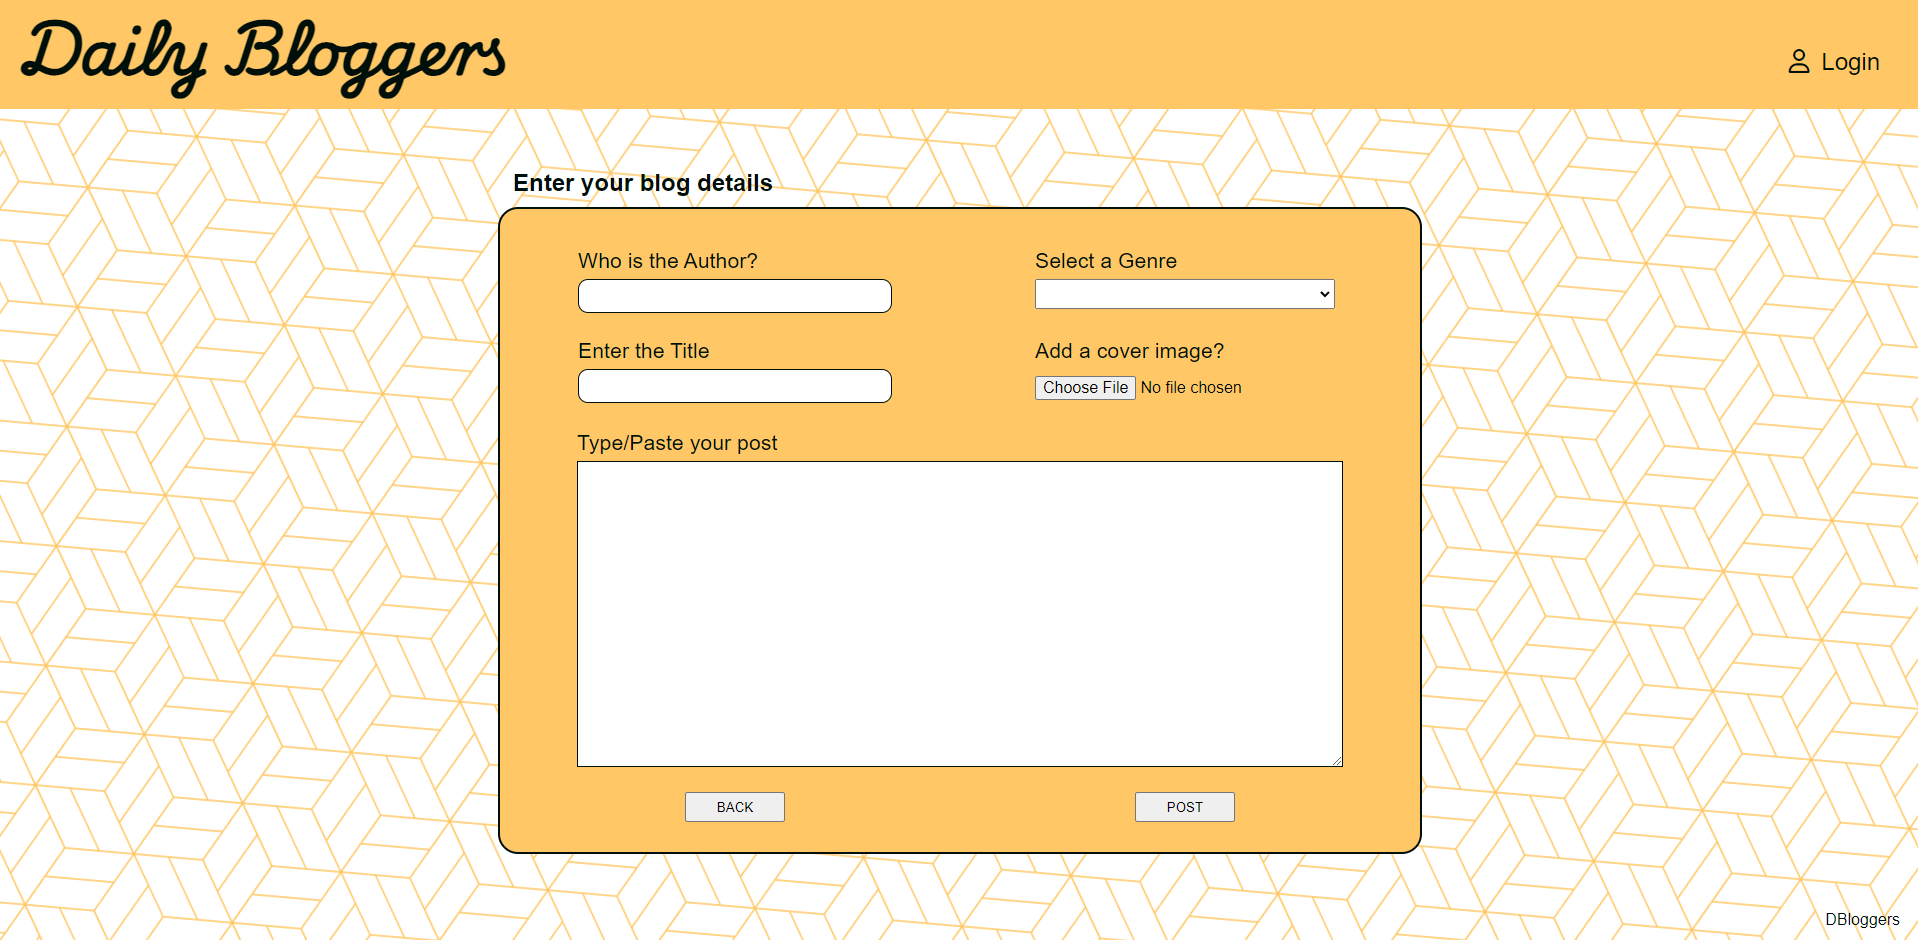 Daily Bloggers
Login
Enter your blog details
Who is the Author?
Select a Genre
Enter the Title
Add a cover image?
Choose File No file chosen
Type/Paste your post
BACK
POST
DBloggers